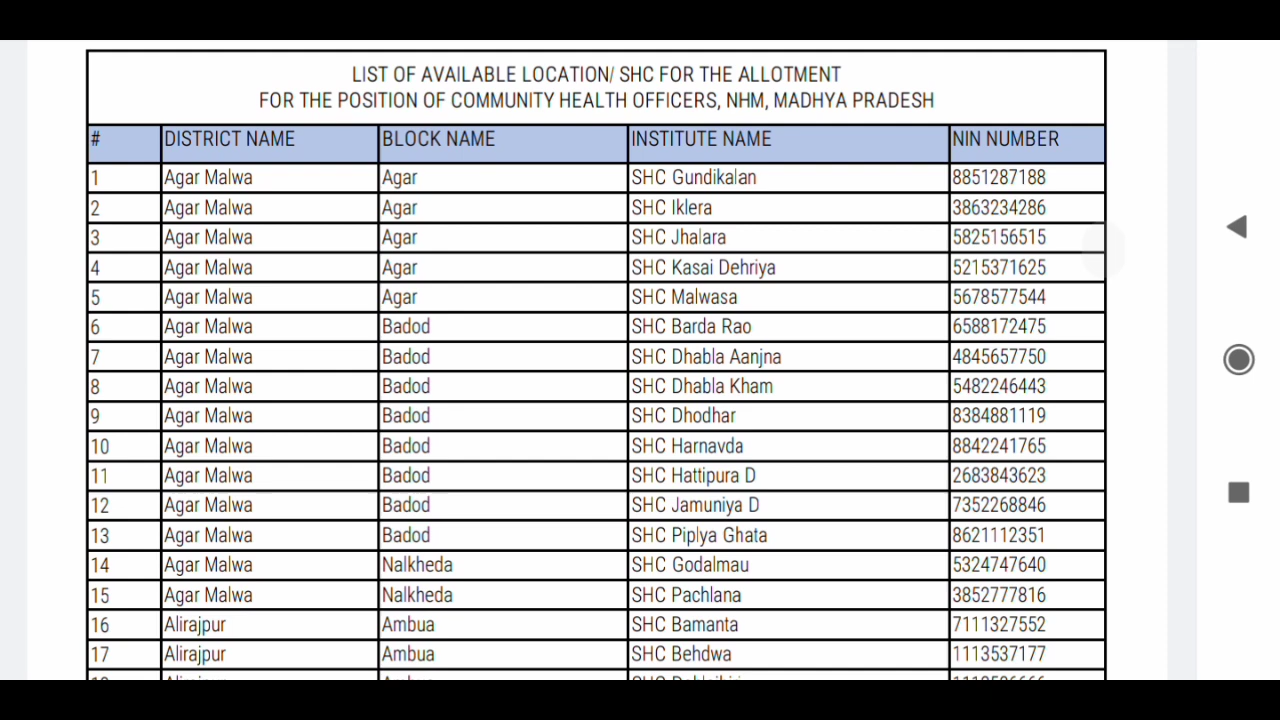 LIST OF AVAILABLE LOCATION/ SHC FOR THE ALLOTMENT
FOR THE POSITION OF COMMUNITY HEALTH OFFICERS, NHM, MADHYA PRADESH
# DISTRICT NAME BLOCK NAME INSTITUTE NAME NIN NUMBER
1 Agar Malwa Agar SHC Gundikalan 8851287188
2 Agar Malwa Agar SHC Iklera 3863234286
3 Agar Malwa Agar SHC Jhalara 5825156515
4 Agar Malwa Agar SHC Kasai Dehriya 5215371625
5 Agar Malwa Agar SHC Malwasa 5678577544
6 Agar Malwa Badod SHC Barda Rao 6588172475
7 Agar Malwa Badod SHC Dhabla Aanjna 4845657750
8 Agar Malwa Badod SHC Dhabla Kham 5482246443
9 Agar Malwa Badod SHC Dhodhar 8384881119
10 Agar Malwa Badod SHC Harnavda 8842241765
11 Agar Malwa Badod SHC Hattipura D 2683843623
12 Agar Malwa Badod SHC Jamuniya D 7352268846
13 Agar Malwa Badod SHC Piplya Ghata 8621112351
14 Agar Malwa Nalkheda SHC Godalmau 5324747640
15 Agar Malwa Nalkheda SHC Pachlana 3852777816
16 Alirajpur Ambua SHC Bamanta 7111327552
17 Alirajpur Ambua SHC Behdwa 1113537177